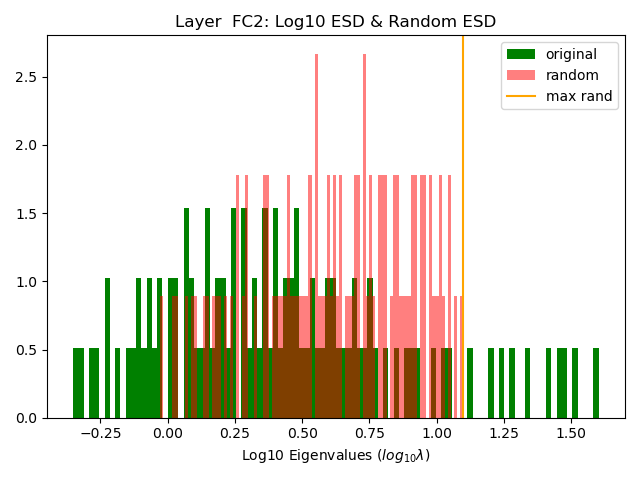 Layer  FC2: Log10 ESD & Random ESD
original
random
max rand
2.5
2.0
1.5
1.0
0.5
0.0
−0.25 0.00 0.25 0.50 0.75 1.00 1.25 1.50
Log10 Eigenvalues (log₁₀λ)